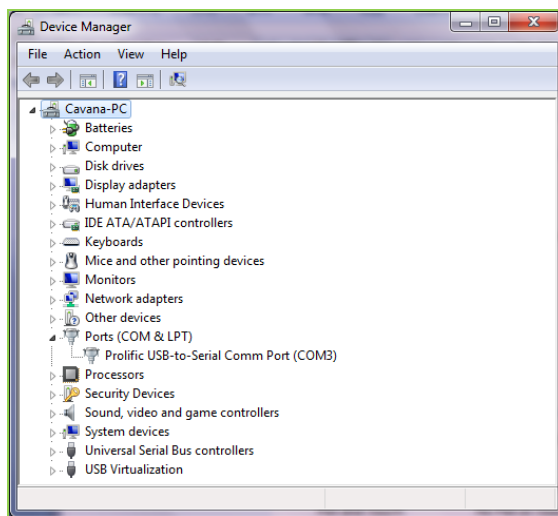 Device Manager
File Action View Help
Cavana-PC
Batteries
Computer
Disk drives
Display adapters
Human Interface Devices
IDE ATA/ATAPI controllers
Keyboards
Mice and other pointing devices
Monitors
Network adapters
Other devices
Ports (COM & LPT)
Prolific USB-to-Serial Comm Port (COM3)
Processors
Security Devices
Sound, video and game controllers
System devices
Universal Serial Bus controllers
USB Virtualization